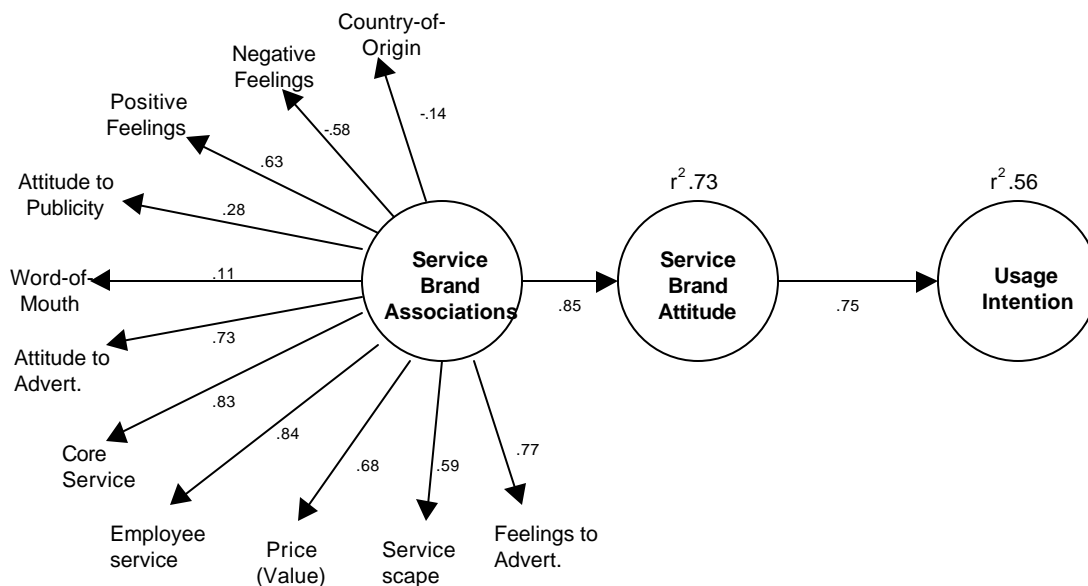 Country-of-
Origin
Negative
Feelings
-.14
Positive
Feelings
-.58
.63
Attitude to
Publicity
.28
Word-of-
Mouth
.11
Attitude to
Advert.
.73
Core
Service
.83
Employee
service
.84
Price
(Value)
.68
Service
scape
.59
Feelings to
Advert.
.77
Service
Brand
Associations
.85
r² .73
Service
Brand
Attitude
.75
r² .56
Usage
Intention